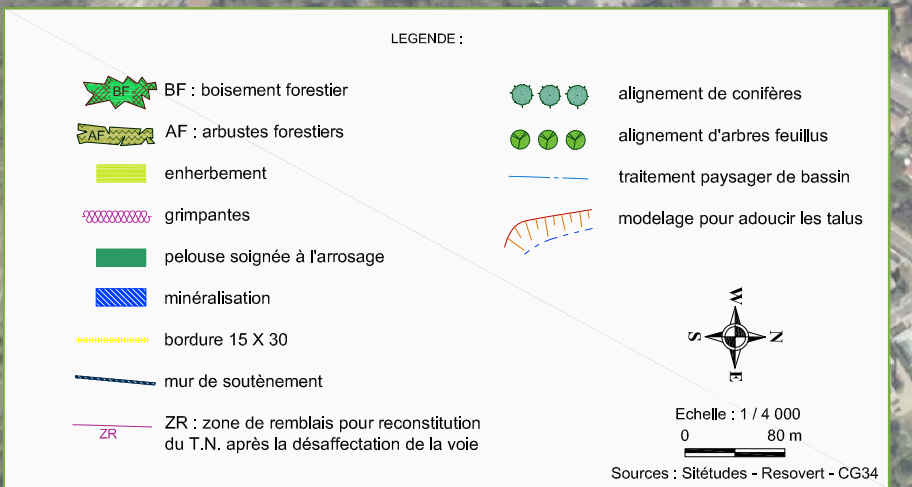 LEGENDE :
BF
BF : boisement forestier
AF
AF : arbustes forestiers
enherbement
grimpantes
pelouse soignée à l'arrosage
minéralisation
bordure 15 X 30
mur de soutènement
ZR
ZR : zone de remblais pour reconstitution
du T.N. après la désaffectation de la voie
alignement de conifères
alignement d'arbres feuillus
traitement paysager de bassin
modelage pour adoucir les talus
W
S
N
E
Echelle : 1 / 4 000
0 80 m
Sources : Sitétudes - Resovert - CG34